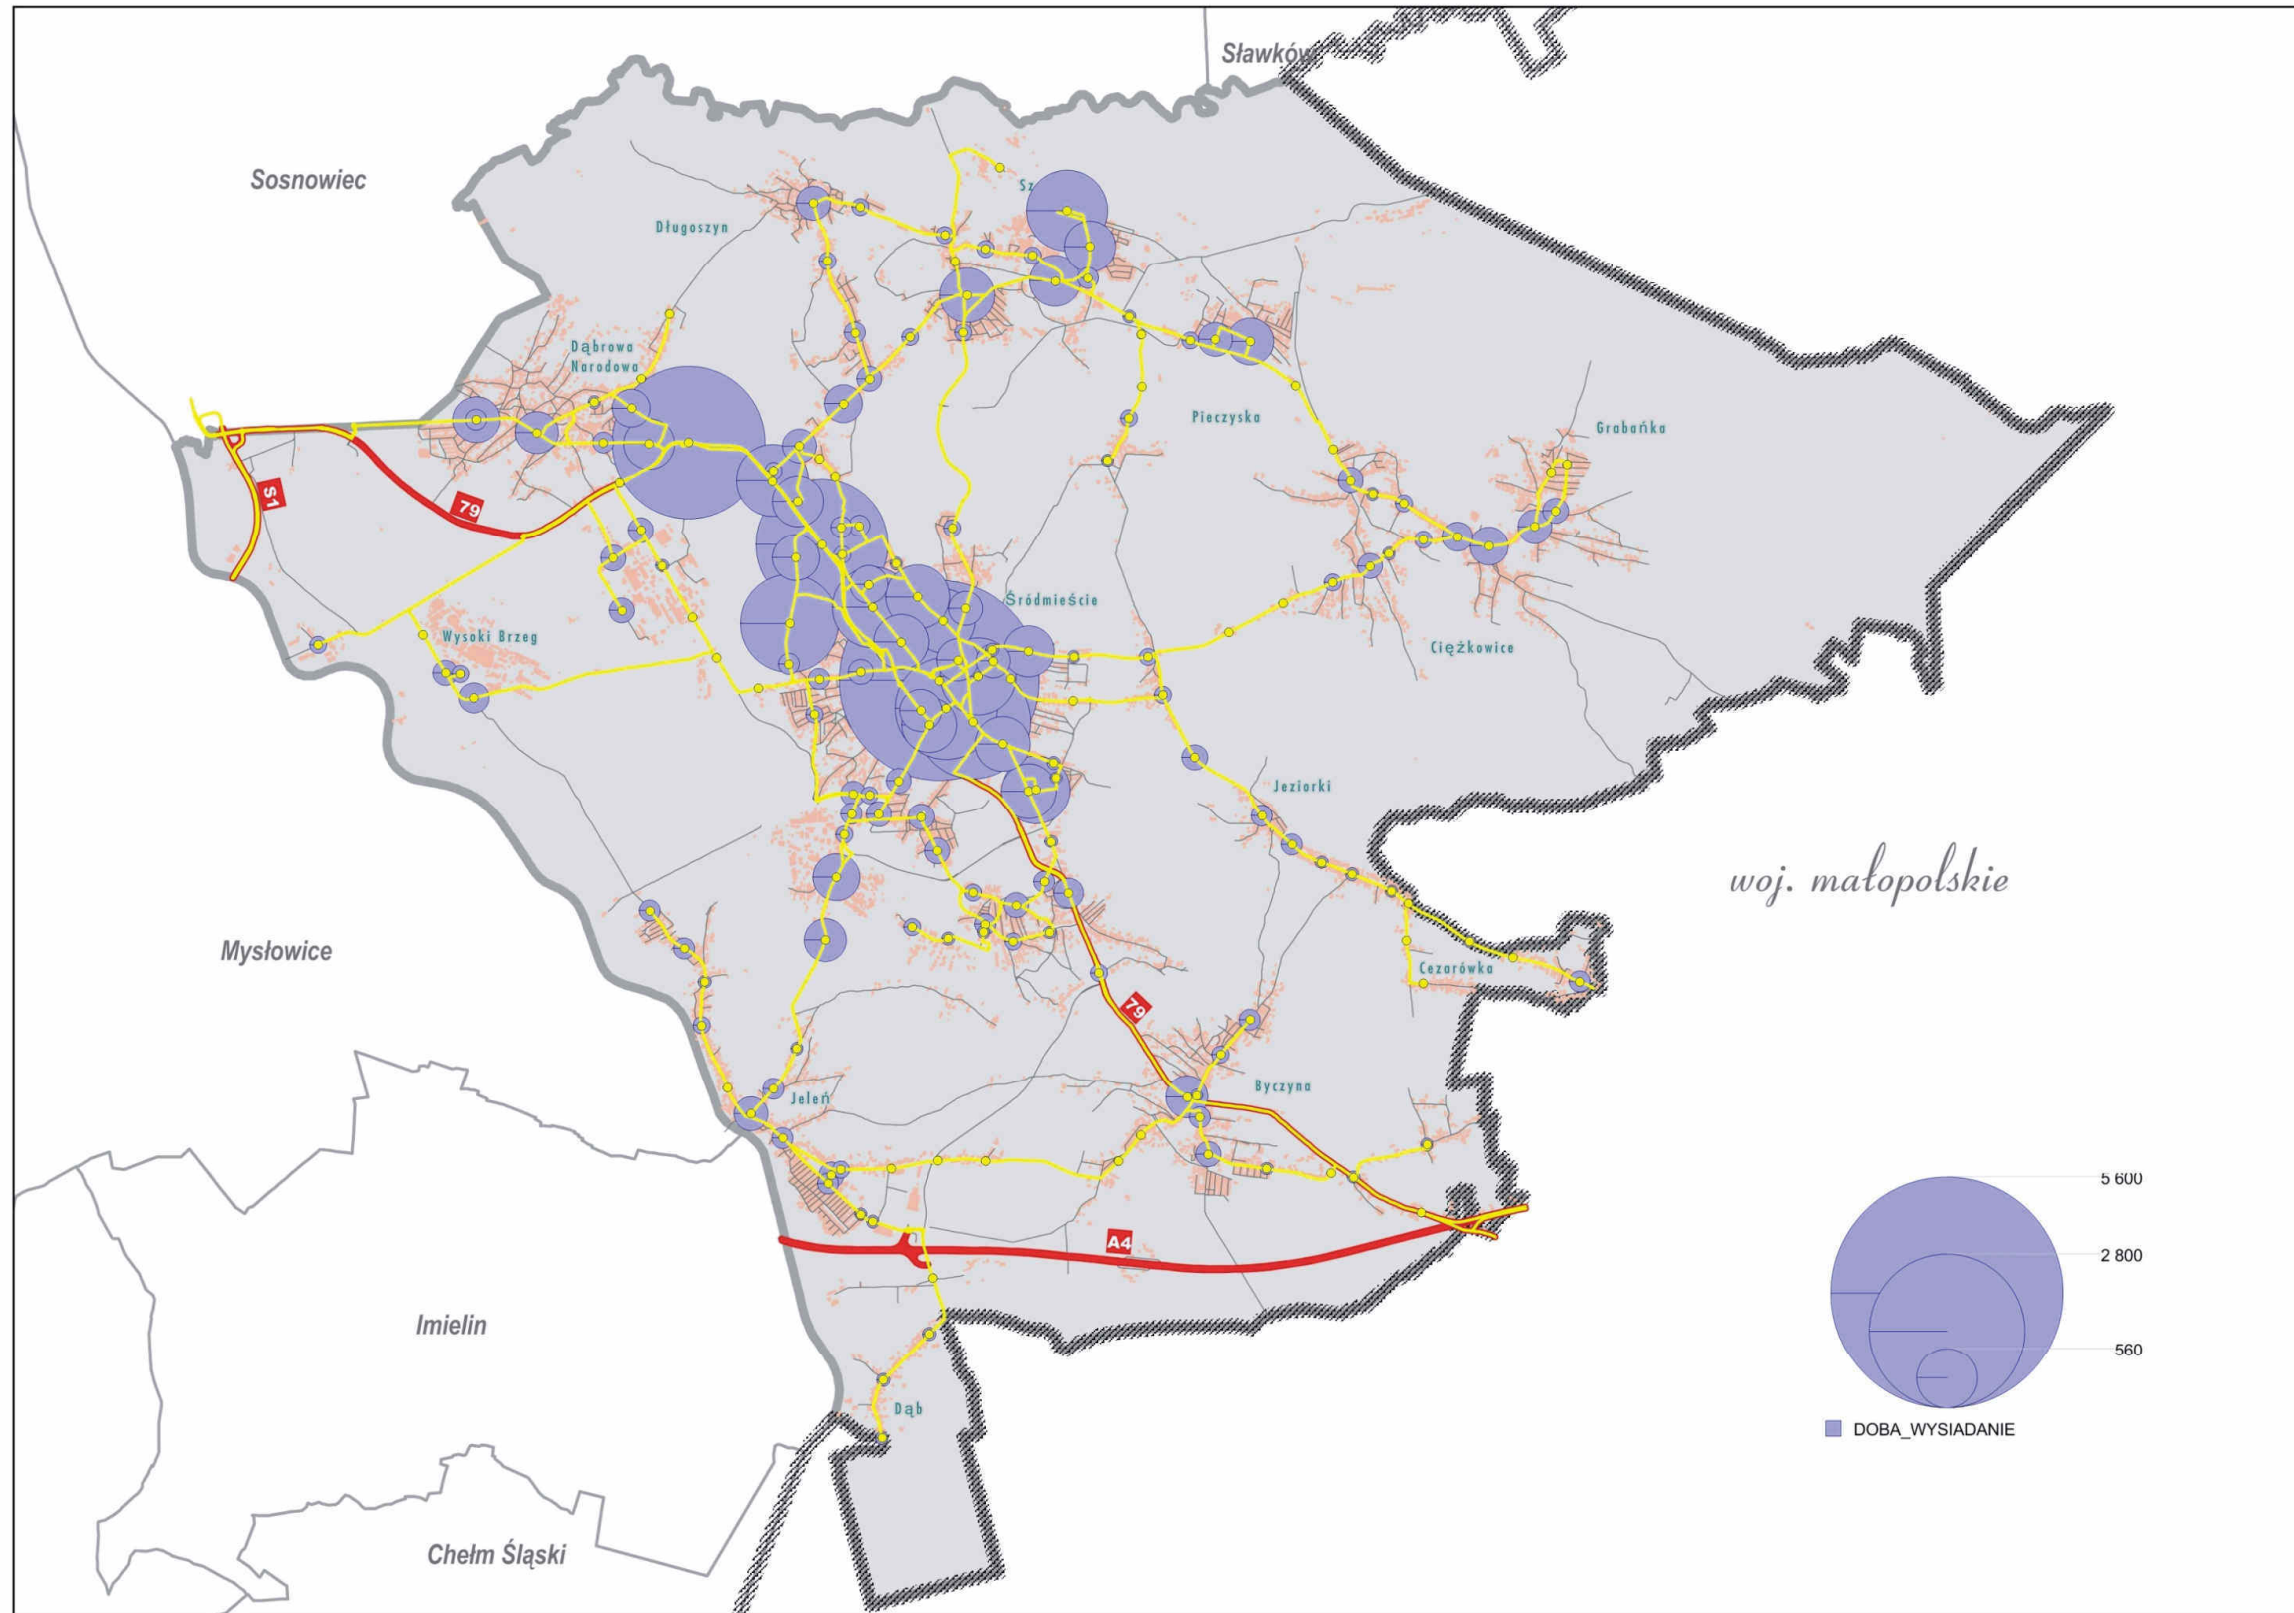 Sławków
Sosnowiec
Sz
Długoszyn
Dąbrowa
Narodowa
Pieczyska
Grabańka
S1
79
Śródmieście
Wysoki Brzeg
Ciężkowice
Jeziorki
woj. małopolskie
Mysłowice
Cezarówka
79
Byczyna
Jeleń
5 600
A4
2 800
Imielin
560
Dąb
DOBA_WYSIADANIE
Chełm Śląski